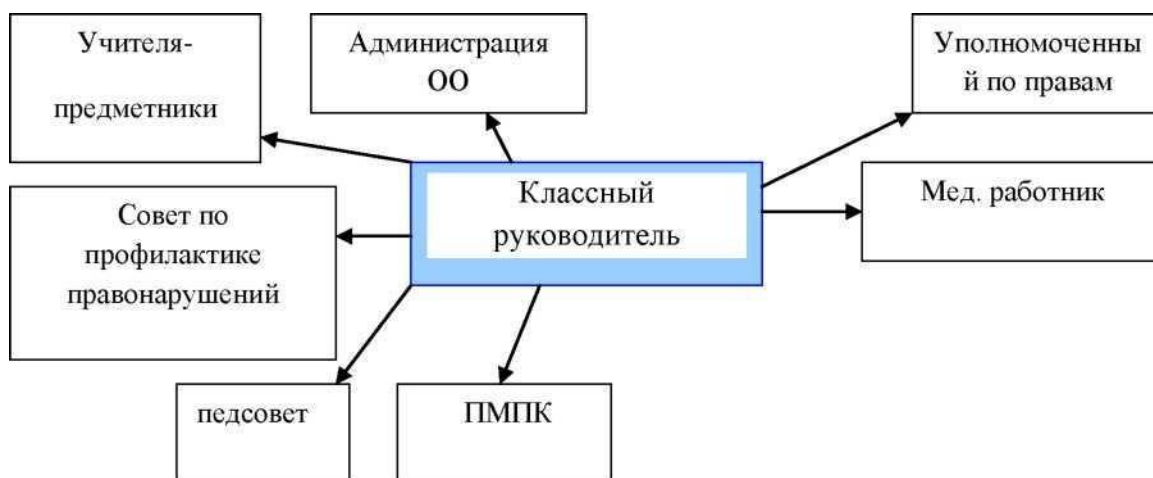 Учителя-
предметники
Администрация
ОО
Уполномоченны
й по правам
Классный
руководитель
Мед. работник
Совет по
профилактике
правонарушений
педсовет
ПМПК